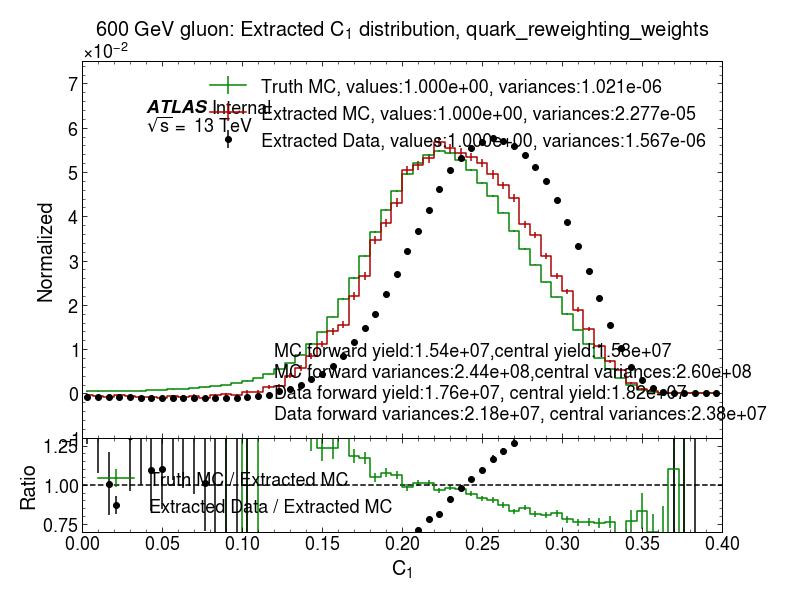 600 GeV gluon: Extracted C₁ distribution, quark_reweighting_weights
×10⁻²
Truth MC, values:1.000e+00, variances:1.021e-06
ATLAS Internal
Extracted MC, values:1.000e+00, variances:2.277e-05
√s = 13 TeV
Extracted Data, values:1.000e+00, variances:1.567e-06
7
6
5
4
3
2
1
0
-1
Normalized
MC forward yield:1.54e+07,central yield:1.58e+07
MC forward variances:2.44e+08,central variances:2.60e+08
Data forward yield:1.76e+07, central yield:1.82e+07
Data forward variances:2.18e+07, central variances:2.38e+07
1.25
1.00
0.75
Ratio
Truth MC / Extracted MC
Extracted Data / Extracted MC
0.00 0.05 0.10 0.15 0.20 0.25 0.30 0.35 0.40
C₁